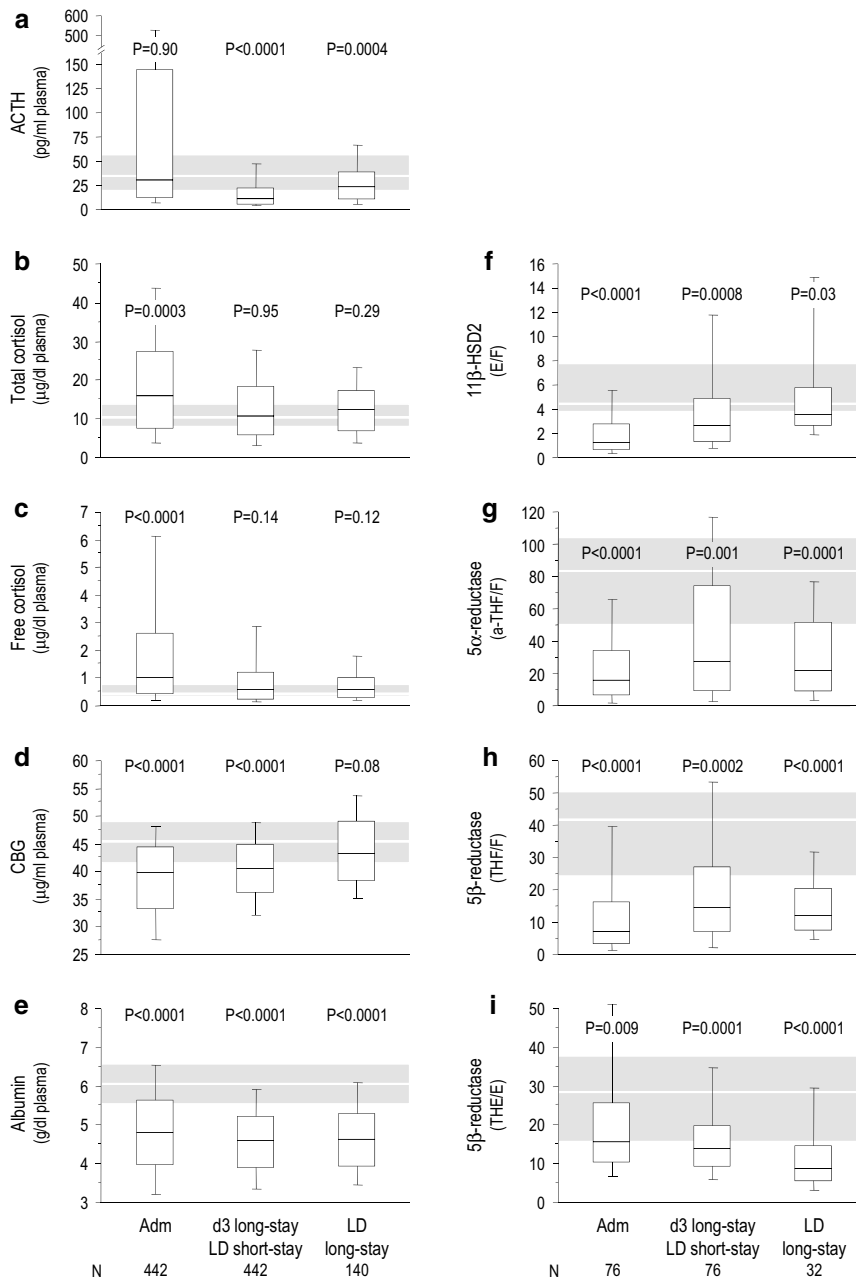 a
ACTH
(pg/ml plasma)
600
500
150
125
100
75
50
25
0
P=0.90
P<0.0001
P=0.0004
b
Total cortisol
(μg/dl plasma)
50
40
30
20
10
0
P=0.0003
P=0.95
P=0.29
c
Free cortisol
(μg/dl plasma)
7
6
5
4
3
2
1
0
P<0.0001
P=0.14
P=0.12
d
CBG
(μg/ml plasma)
60
55
50
45
40
35
30
25
P<0.0001
P<0.0001
P=0.08
e
Albumin
(g/dl plasma)
8
7
6
5
4
3
P<0.0001
P<0.0001
P<0.0001
Adm
d3 long-stay
LD short-stay
LD
long-stay
N
442
442
140
f
11β-HSD2
(E/F)
16
14
12
10
8
6
4
2
0
P<0.0001
P=0.0008
P=0.03
g
5α-reductase
(a-THF/F)
120
100
80
60
40
20
0
P<0.0001
P=0.001
P=0.0001
h
5β-reductase
(THF/F)
60
50
40
30
20
10
0
P<0.0001
P=0.0002
P<0.0001
i
5β-reductase
(THE/E)
50
40
30
20
10
0
P=0.009
P=0.0001
P<0.0001
Adm
d3 long-stay
LD short-stay
LD
long-stay
N
76
76
32